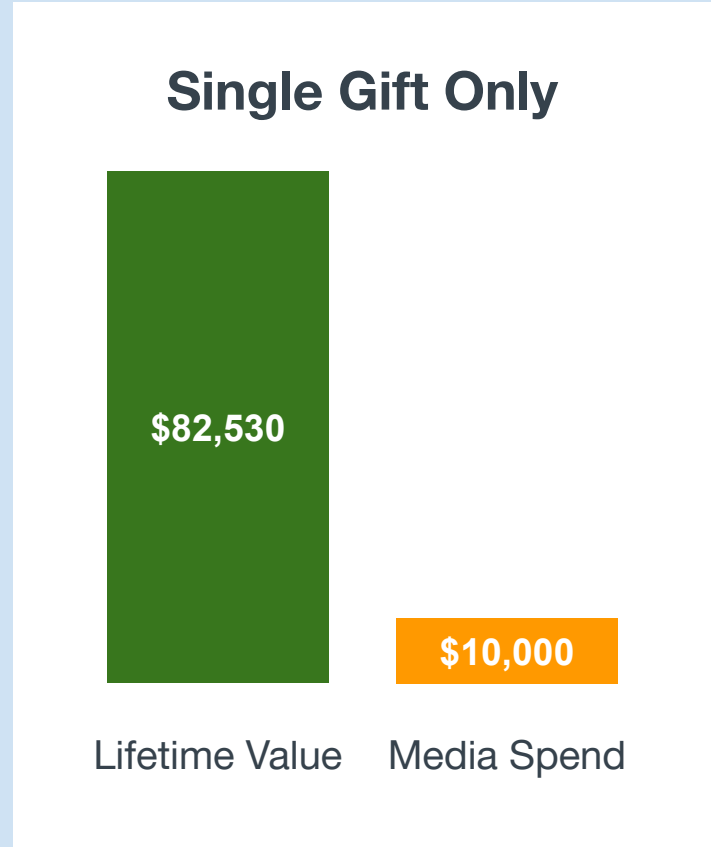 Single Gift Only
$82,530
$10,000
Lifetime Value
Media Spend